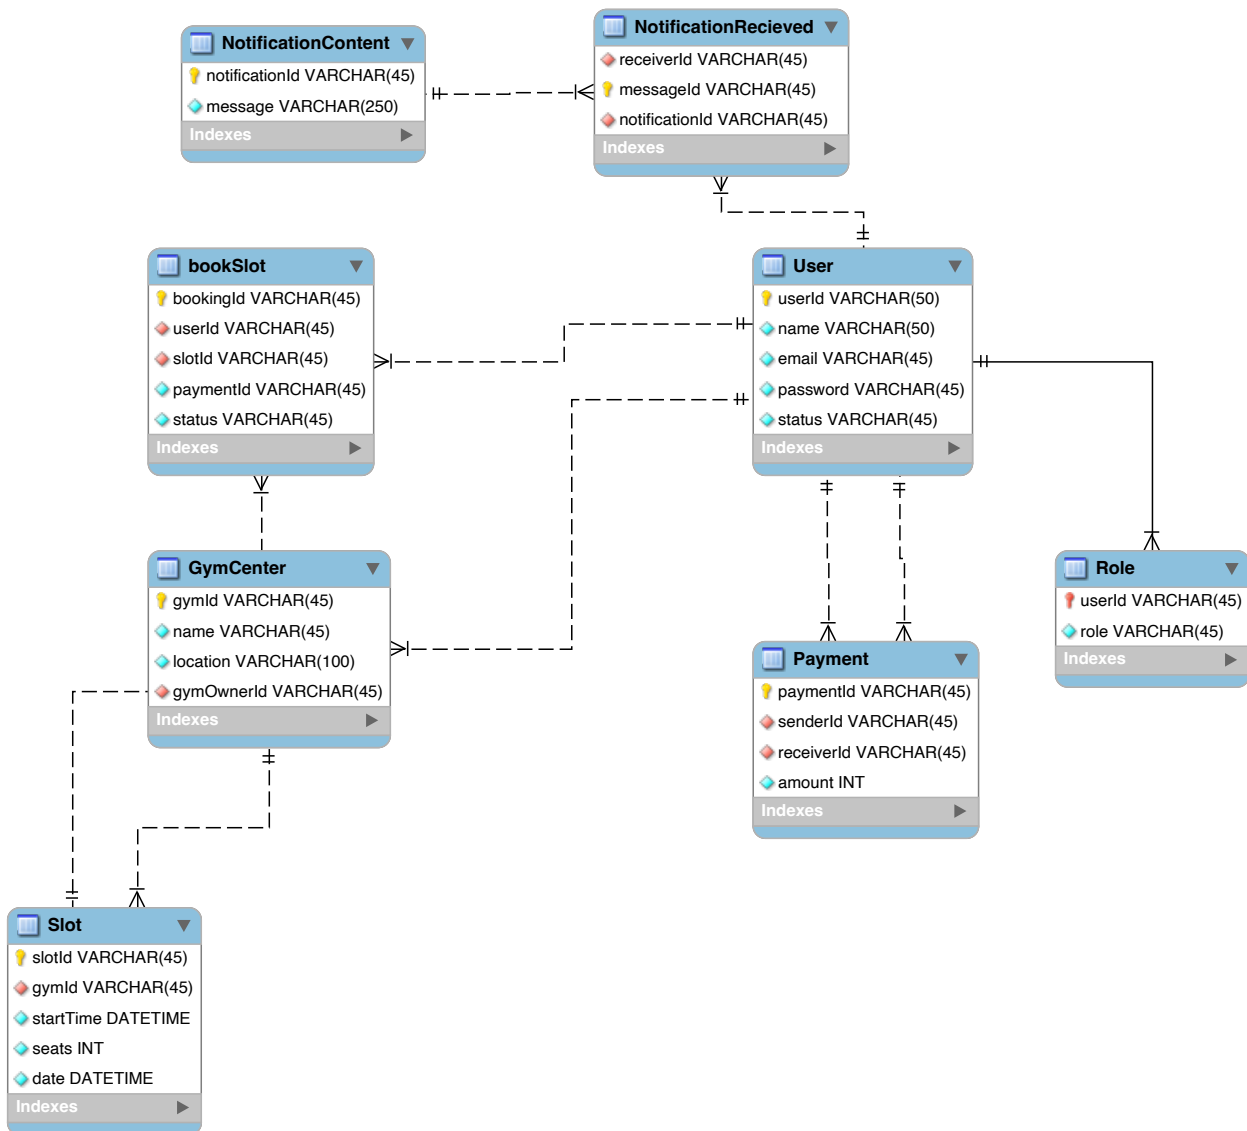 NotificationContent
notificationId VARCHAR(45)
message VARCHAR(250)
Indexes
NotificationRecieved
receiverId VARCHAR(45)
messageId VARCHAR(45)
notificationId VARCHAR(45)
Indexes
bookSlot
bookingId VARCHAR(45)
userId VARCHAR(45)
slotId VARCHAR(45)
paymentId VARCHAR(45)
status VARCHAR(45)
Indexes
User
userId VARCHAR(50)
name VARCHAR(50)
email VARCHAR(45)
password VARCHAR(45)
status VARCHAR(45)
Indexes
GymCenter
gymId VARCHAR(45)
name VARCHAR(45)
location VARCHAR(100)
gymOwnerId VARCHAR(45)
Indexes
Role
userId VARCHAR(45)
role VARCHAR(45)
Indexes
Payment
paymentId VARCHAR(45)
senderId VARCHAR(45)
receiverId VARCHAR(45)
amount INT
Indexes
Slot
slotId VARCHAR(45)
gymId VARCHAR(45)
startTime DATETIME
seats INT
date DATETIME
Indexes